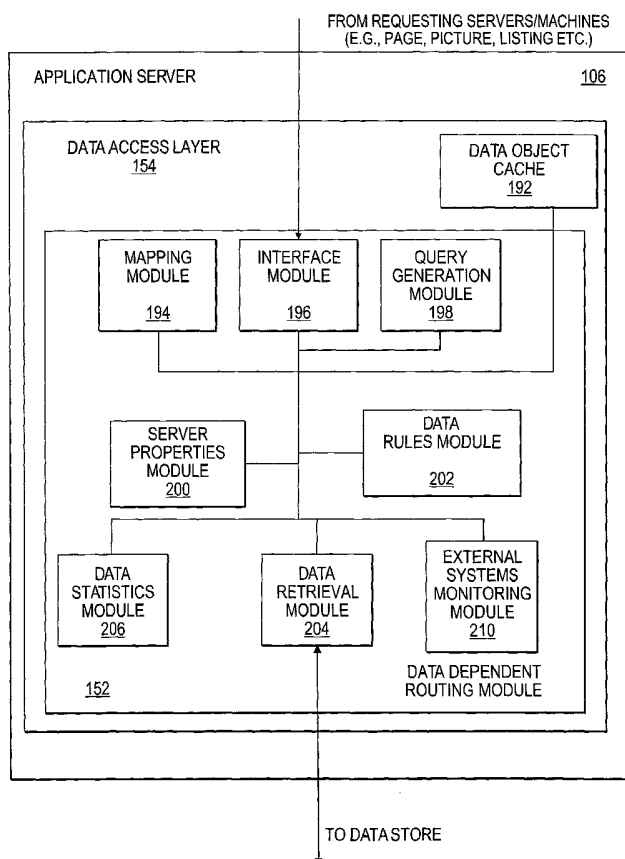 FROM REQUESTING SERVERS/MACHINES
(E.G., PAGE, PICTURE, LISTING ETC.)
APPLICATION SERVER
106
DATA ACCESS LAYER
154
DATA OBJECT
CACHE
192
MAPPING
MODULE
194
INTERFACE
MODULE
196
QUERY
GENERATION
MODULE
198
SERVER
PROPERTIES
MODULE
200
DATA
RULES MODULE
202
DATA
STATISTICS
MODULE
206
DATA
RETRIEVAL
MODULE
204
EXTERNAL
SYSTEMS
MONITORING
MODULE
210
152
DATA DEPENDENT
ROUTING MODULE
TO DATA STORE